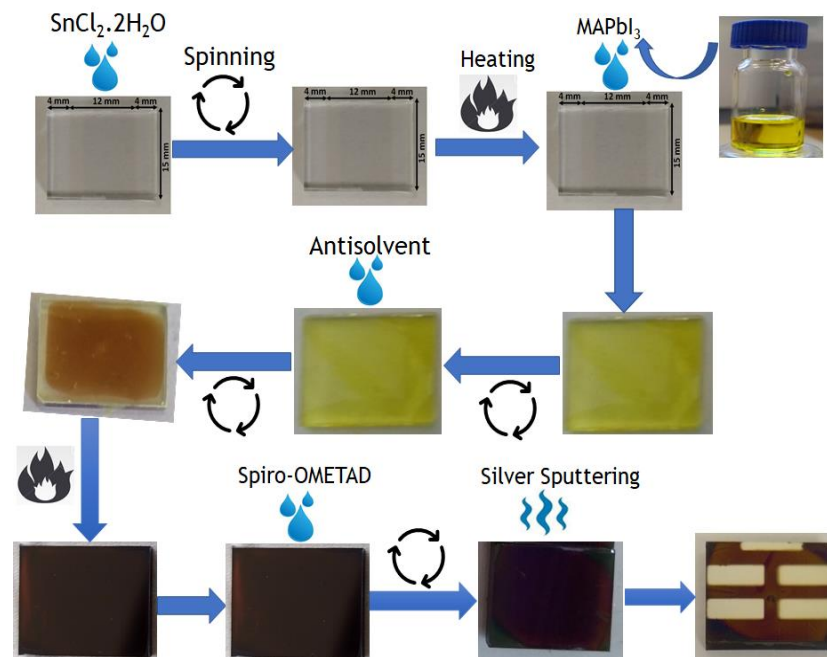 SnCl₂.2H₂O
Spinning
Heating
MAPbI₃
4 mm 12 mm 4 mm
15 mm
4 mm 12 mm 4 mm
15 mm
4 mm 12 mm 4 mm
15 mm
Antisolvent
Spiro-OMETAD
Silver Sputtering